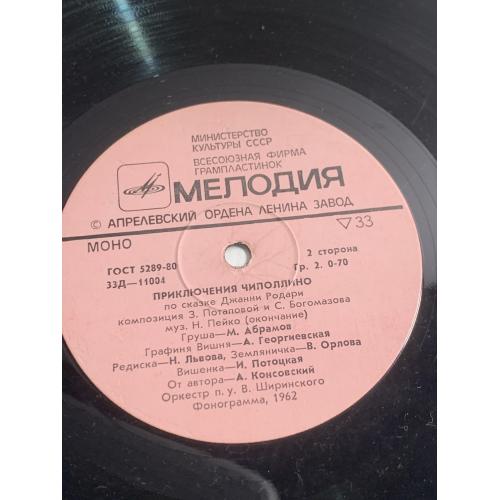 МИНИСТЕРСТВО
КУЛЬТУРЫ СССР
ВСЕСОЮЗНАЯ ФИРМА
ГРАМПЛАСТИНОК
МЕЛОДИЯ
© АПРЕЛЕВСКИЙ ОРДЕНА ЛЕНИНА ЗАВОД
МОНО
▽33
ГОСТ 5289-80
2 сторона
33Д—11004
Гр. 2. 0-70
ПРИКЛЮЧЕНИЯ ЧИПОЛЛИНО
по сказке Джанни Родари
композиция З. Потаповой и С. Богомазова
муз. Н. Пейко (окончание)
Груша—М. Абрамов
Графиня Вишня—А. Георгиевская
Редиска—Н. Львова, Земляничка—В. Орлова
Вишенка—И. Потоцкая
От автора—А. Консовский
Оркестр п. у. В. Ширинского
Фонограмма, 1962